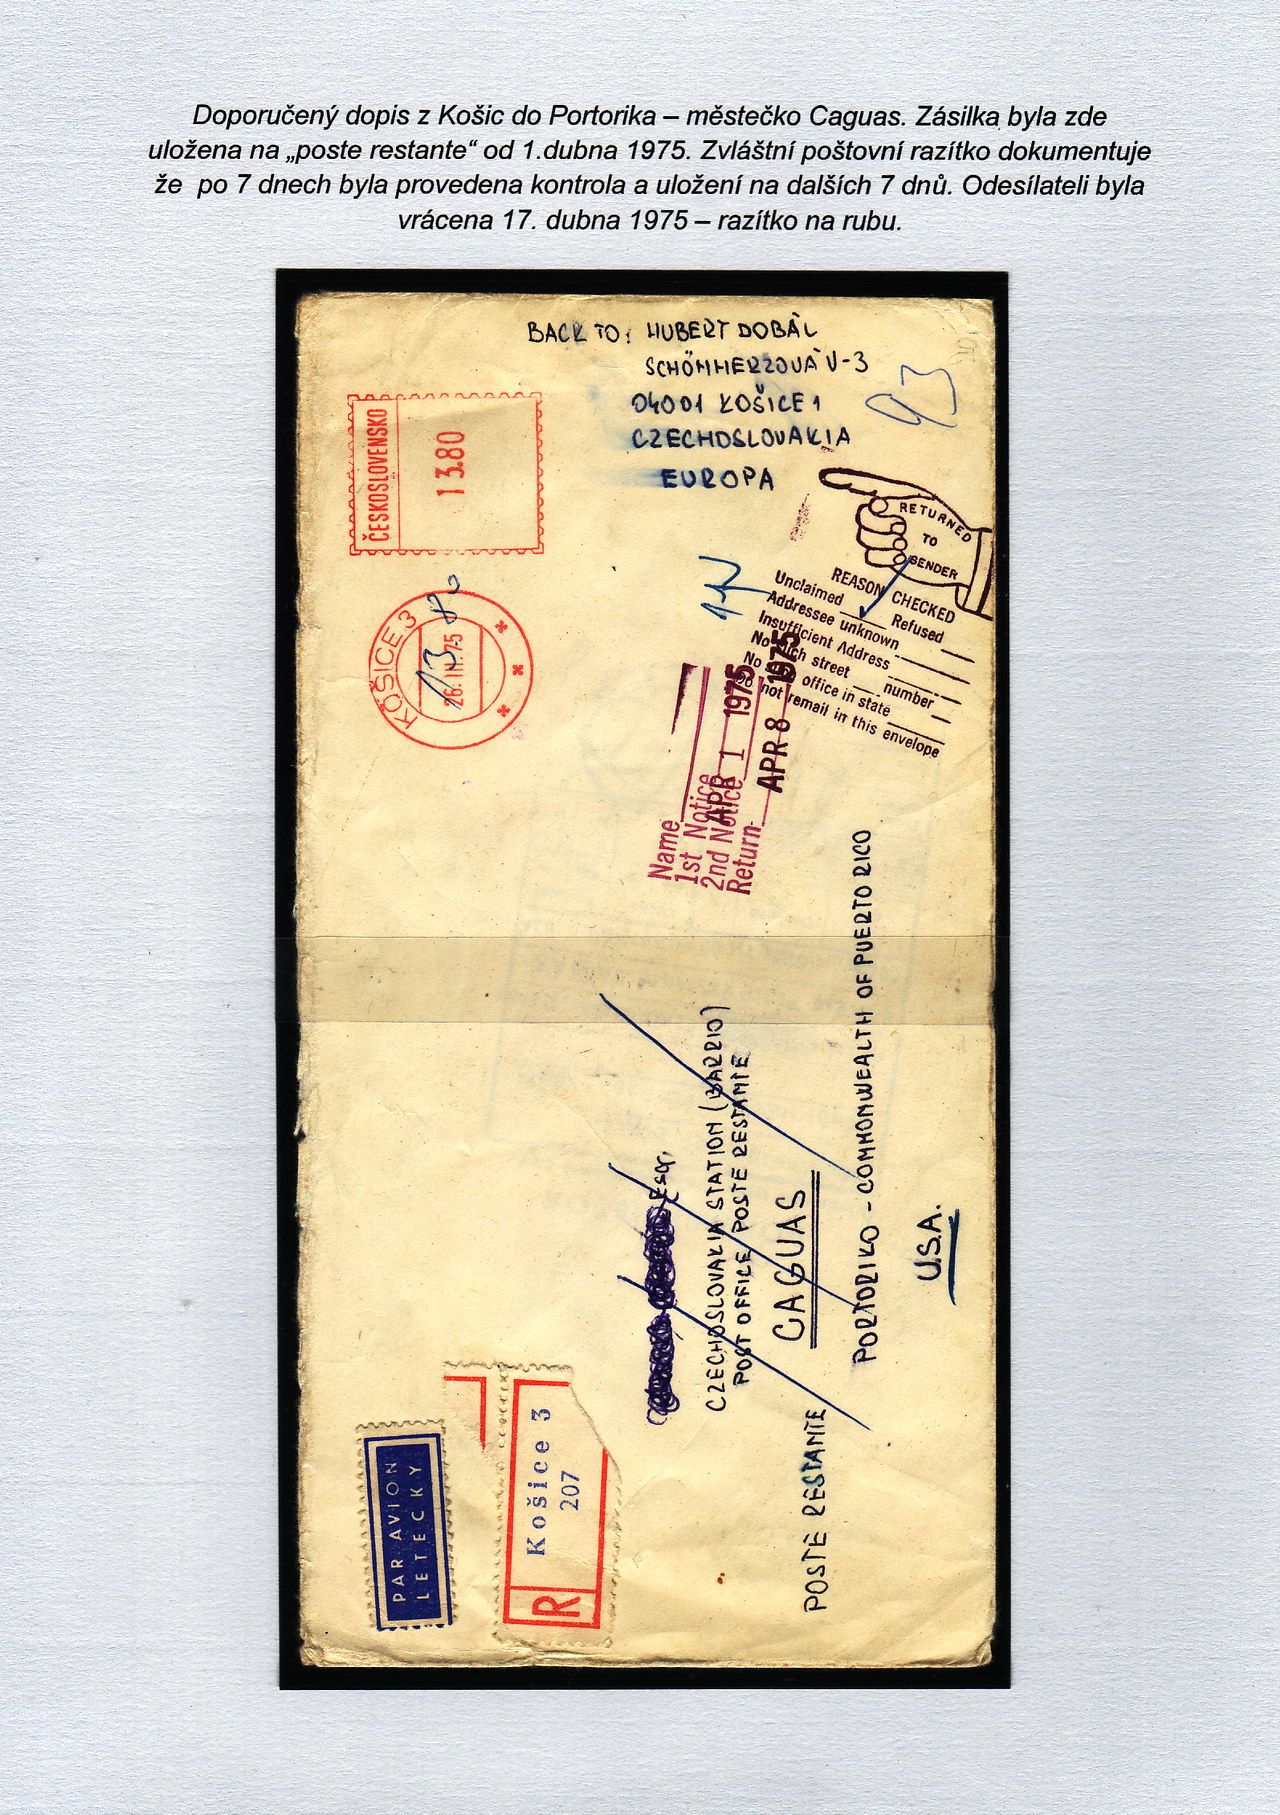 Doporučený dopis z Košic do Portorika – městečko Caguas. Zásilka byla zde
uložena na „poste restante“ od 1.dubna 1975. Zvláštní poštovní razítko dokumentuje
že po 7 dnech byla provedena kontrola a uložení na dalších 7 dnů. Odesílateli byla
vrácena 17. dubna 1975 – razítko na rubu.
BACK TO: HUBERT DOBÁL
SCHÖNHERZOVÁ V-3
04001 KOŠICE 1
CZECHOSLOVAKIA
EUROPA
93
ČESKOSLOVENSKO
13.80
KOŠICE 3
26.III.75
13 80
RETURNED
TO
SENDER
REASON CHECKED
Unclaimed Refused
Addressee unknown
Insufficient Address
No such street number
No office in state
Do not remail in this envelope
Name
1st Notice APR 1 1975
2nd Notice APR 8 1975
Return
Esqr.
CZECHOSLOVAKIA STATION (BARRIO)
POST OFFICE POSTE RESTANTE
CAGUAS
PORTORIKO - COMMONWEALTH OF PUERTO RICO
U.S.A.
POSTE RESTANTE
PAR AVION
LETECKY
R
Košice 3
207